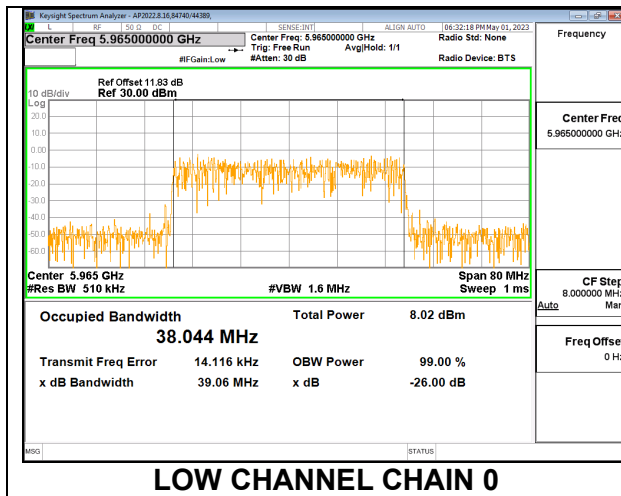 Keysight Spectrum Analyzer - AP2022.8.16,84740/44389,
L RF 50 Ω DC SENSE:INT ALIGN AUTO 06:32:18 PM May 01, 2023
Center Freq 5.965000000 GHz Center Freq: 5.965000000 GHz Radio Std: None
Trig: Free Run Avg|Hold: 1/1
#IFGain:Low #Atten: 30 dB Radio Device: BTS
Frequency
Ref Offset 11.83 dB
10 dB/div Ref 30.00 dBm
Log
20.0
10.0
0.00
-10.0
-20.0
-30.0
-40.0
-50.0
-60.0
Center 5.965 GHz Span 80 MHz
#Res BW 510 kHz #VBW 1.6 MHz Sweep 1 ms
Center Freq
5.965000000 GHz
CF Step
8.000000 MHz
Auto Man
Freq Offset
0 Hz
Occupied Bandwidth Total Power 8.02 dBm
38.044 MHz
Transmit Freq Error 14.116 kHz OBW Power 99.00 %
x dB Bandwidth 39.06 MHz x dB -26.00 dB
MSG STATUS
LOW CHANNEL CHAIN 0